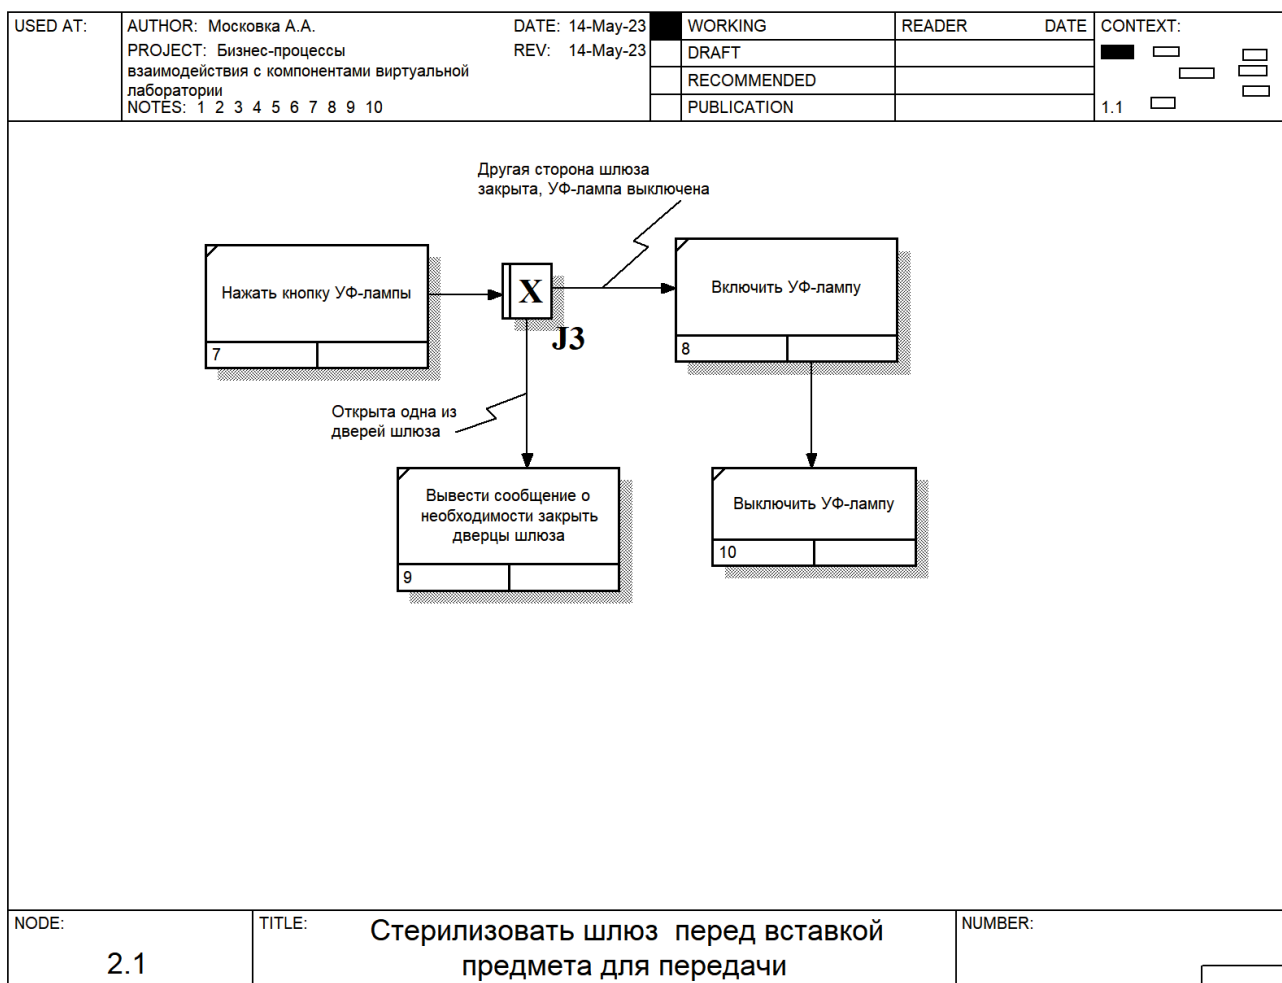 USED AT:
AUTHOR: Московка А.А.
DATE: 14-May-23
PROJECT: Бизнес-процессы
взаимодействия с компонентами виртуальной
лаборатории
REV: 14-May-23
NOTES: 1 2 3 4 5 6 7 8 9 10
WORKING
DRAFT
RECOMMENDED
PUBLICATION
READER DATE
CONTEXT:
1.1
Другая сторона шлюза
закрыта, УФ-лампа выключена
Нажать кнопку УФ-лампы
7
X
J3
Включить УФ-лампу
8
Открыта одна из
дверей шлюза
Вывести сообщение о
необходимости закрыть
дверцы шлюза
9
Выключить УФ-лампу
10
NODE:
2.1
TITLE:
Стерилизовать шлюз перед вставкой
предмета для передачи
NUMBER: